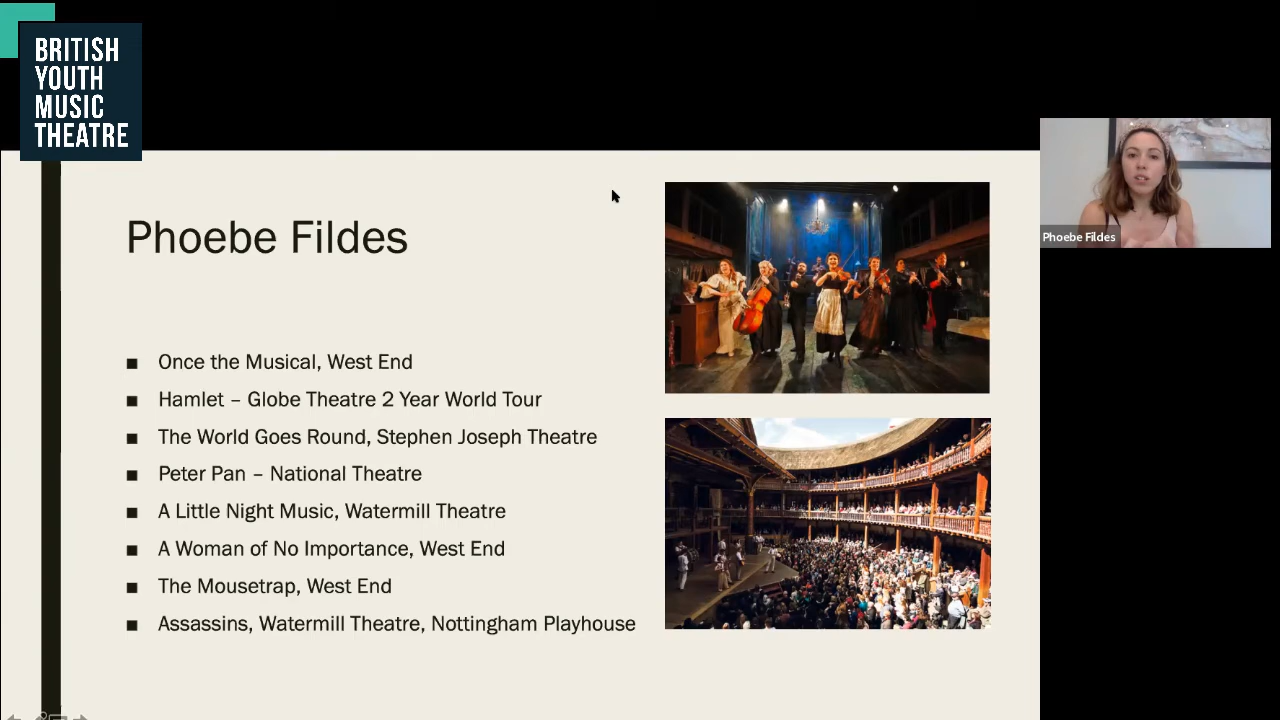 BRITISH
YOUTH
MUSIC
THEATRE
Phoebe Fildes
Phoebe Fildes
■ Once the Musical, West End
■ Hamlet – Globe Theatre 2 Year World Tour
■ The World Goes Round, Stephen Joseph Theatre
■ Peter Pan – National Theatre
■ A Little Night Music, Watermill Theatre
■ A Woman of No Importance, West End
■ The Mousetrap, West End
■ Assassins, Watermill Theatre, Nottingham Playhouse